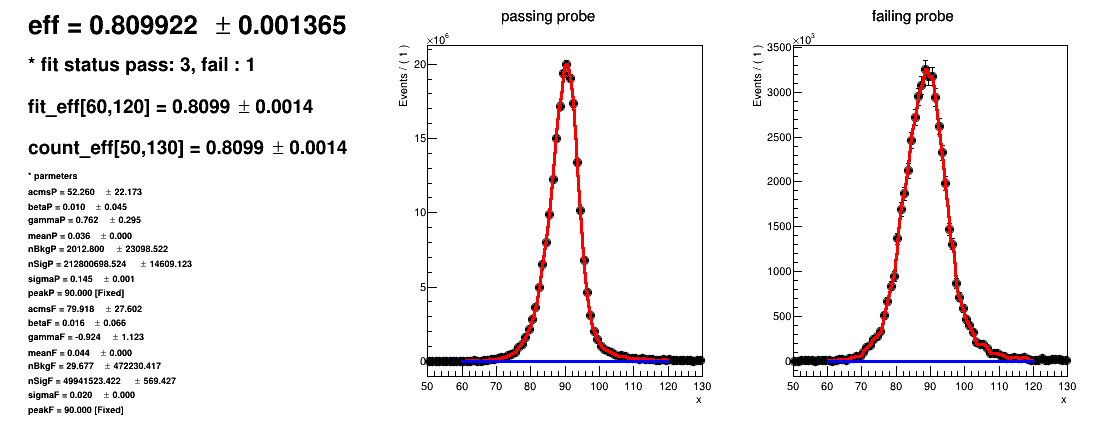 eff = 0.809922 ± 0.001365
* fit status pass: 3, fail : 1
fit_eff[60,120] = 0.8099 ± 0.0014
count_eff[50,130] = 0.8099 ± 0.0014
* parmeters
acmsP = 52.260 ± 22.173
betaP = 0.010 ± 0.045
gammaP = 0.762 ± 0.295
meanP = 0.036 ± 0.000
nBkgP = 2012.800 ± 23098.522
nSigP = 212800698.524 ± 14609.123
sigmaP = 0.145 ± 0.001
peakP = 90.000 [Fixed]
acmsF = 79.918 ± 27.602
betaF = 0.016 ± 0.066
gammaF = -0.924 ± 1.123
meanF = 0.044 ± 0.000
nBkgF = 29.677 ± 472230.417
nSigF = 49941523.422 ± 569.427
sigmaF = 0.020 ± 0.000
peakF = 90.000 [Fixed]
passing probe
×10⁶
Events / ( 1 )
20
15
10
5
0
50 60 70 80 90 100 110 120 130
x
failing probe
×10³
Events / ( 1 )
3500
3000
2500
2000
1500
1000
500
0
50 60 70 80 90 100 110 120 130
x